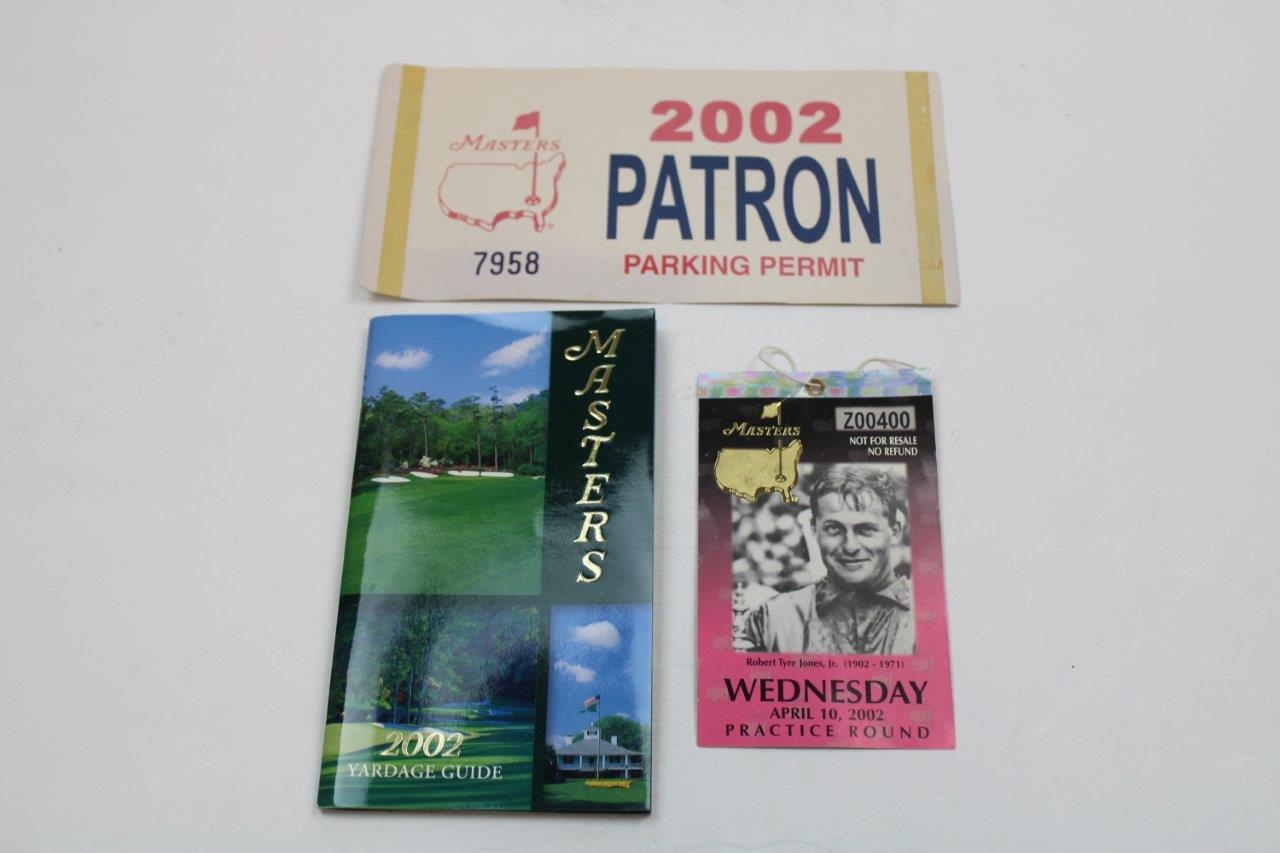 MASTERS
7958
2002
PATRON
PARKING PERMIT
MASTERS
2002
YARDAGE GUIDE
MASTERS
Z00400
NOT FOR RESALE
NO REFUND
Robert Tyre Jones, Jr. (1902 - 1971)
WEDNESDAY
APRIL 10, 2002
PRACTICE ROUND